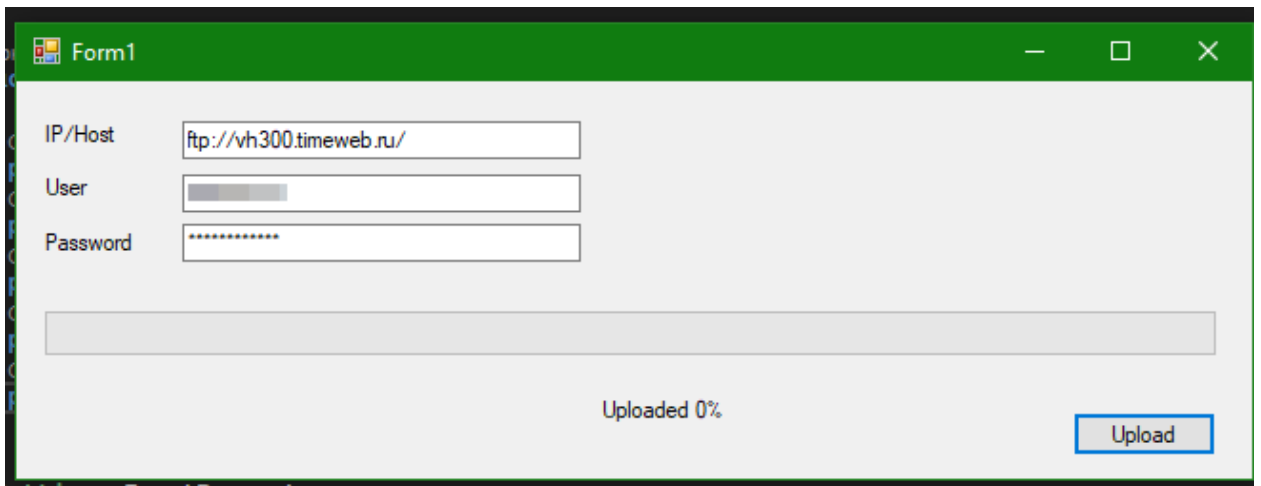 Form1
IP/Host ftp://vh300.timeweb.ru/
User
Password ************
Uploaded 0%
Upload